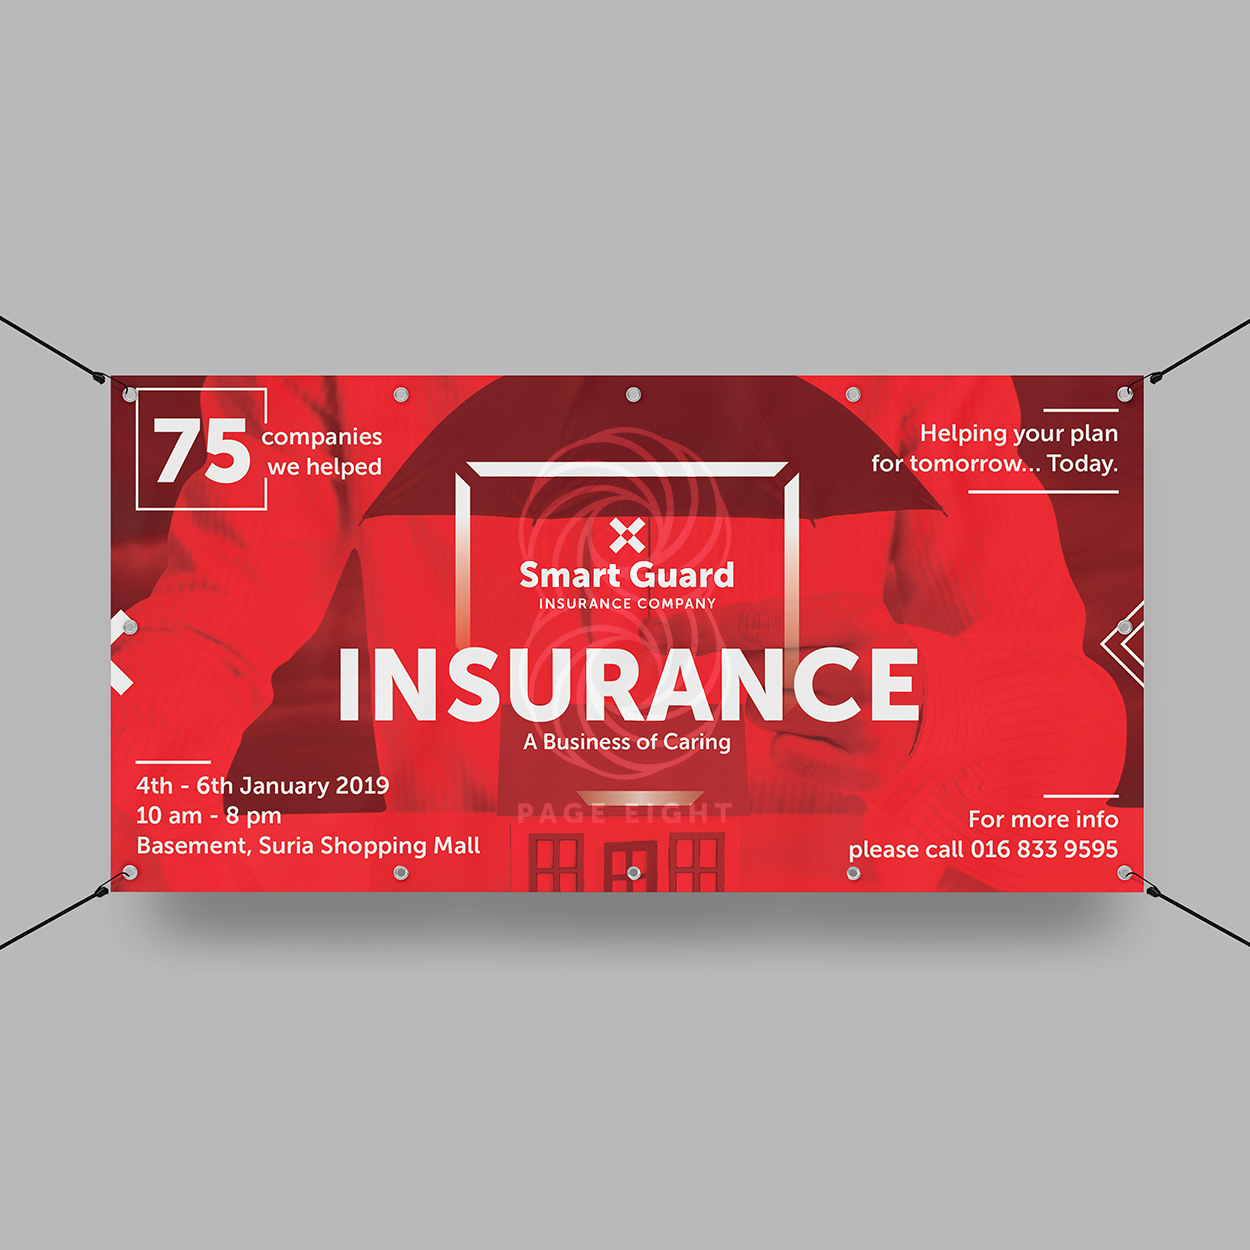 75 companies
we helped
Helping your plan
for tomorrow... Today.
Smart Guard
INSURANCE COMPANY
INSURANCE
A Business of Caring
4th - 6th January 2019
10 am - 8 pm
Basement, Suria Shopping Mall
PAGE EIGHT
For more info
please call 016 833 9595